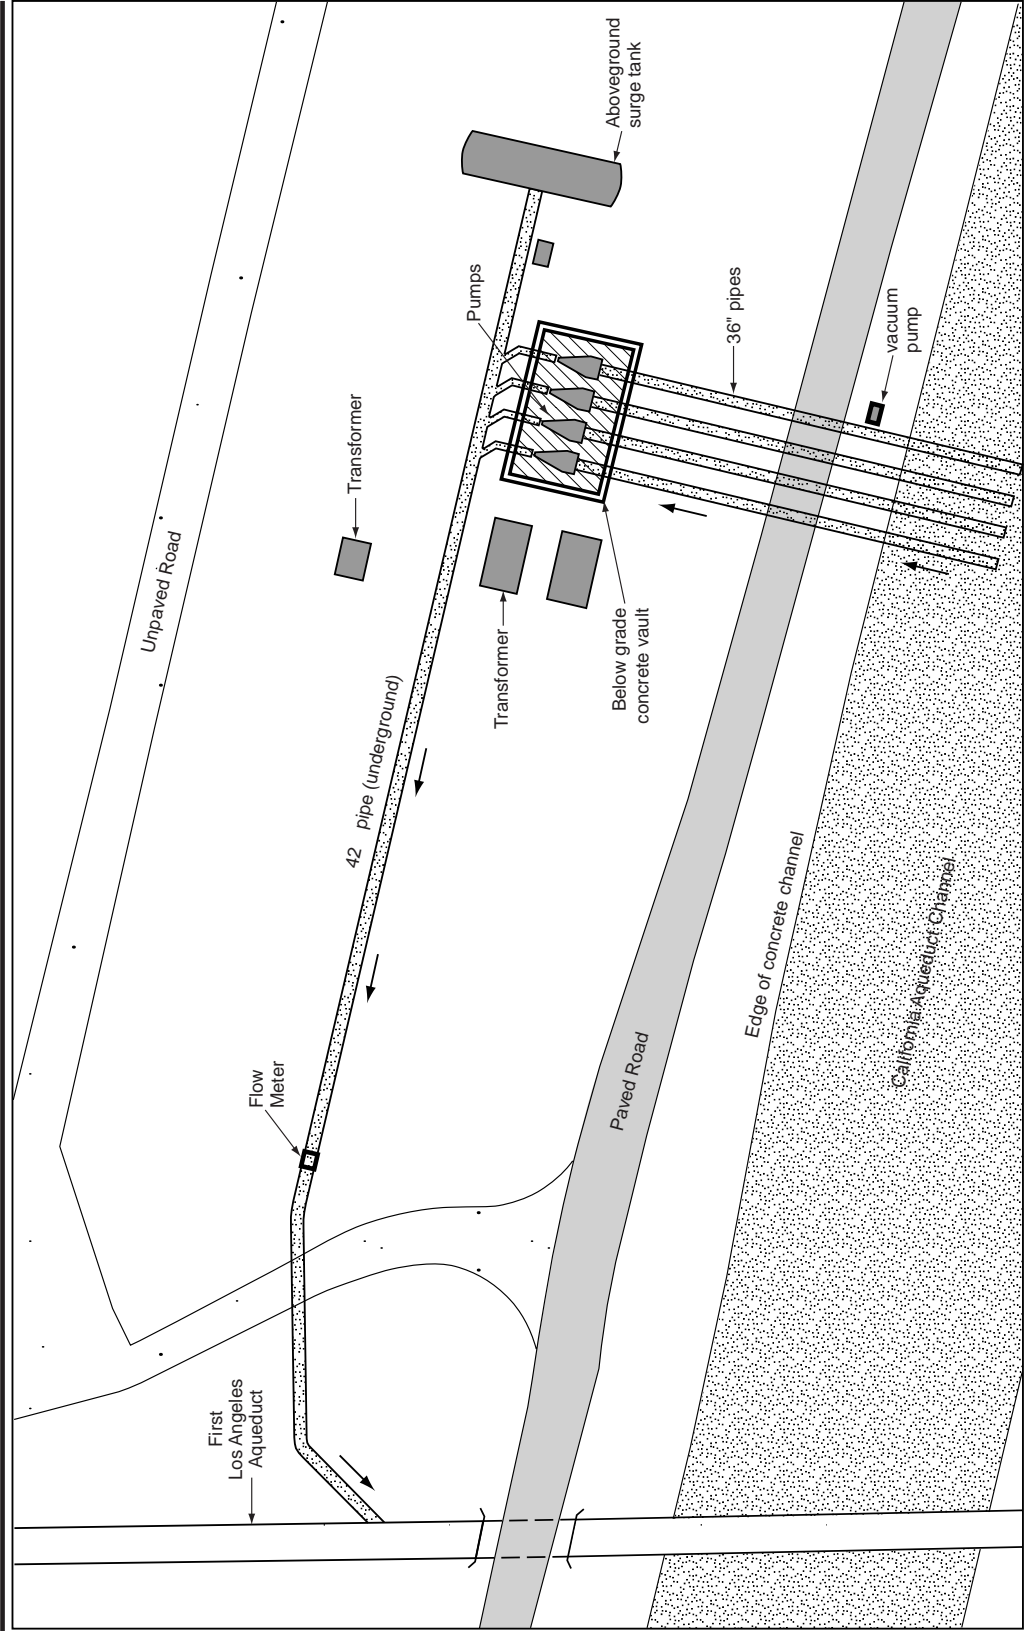 Aboveground
surge tank
Pumps
36" pipes
vacuum
pump
Transformer
Unpaved Road
Transformer
Below grade
concrete vault
42 pipe (underground)
Edge of concrete channel
California Aqueduct Channel
Paved Road
Flow
Meter
First
Los Angeles
Aqueduct